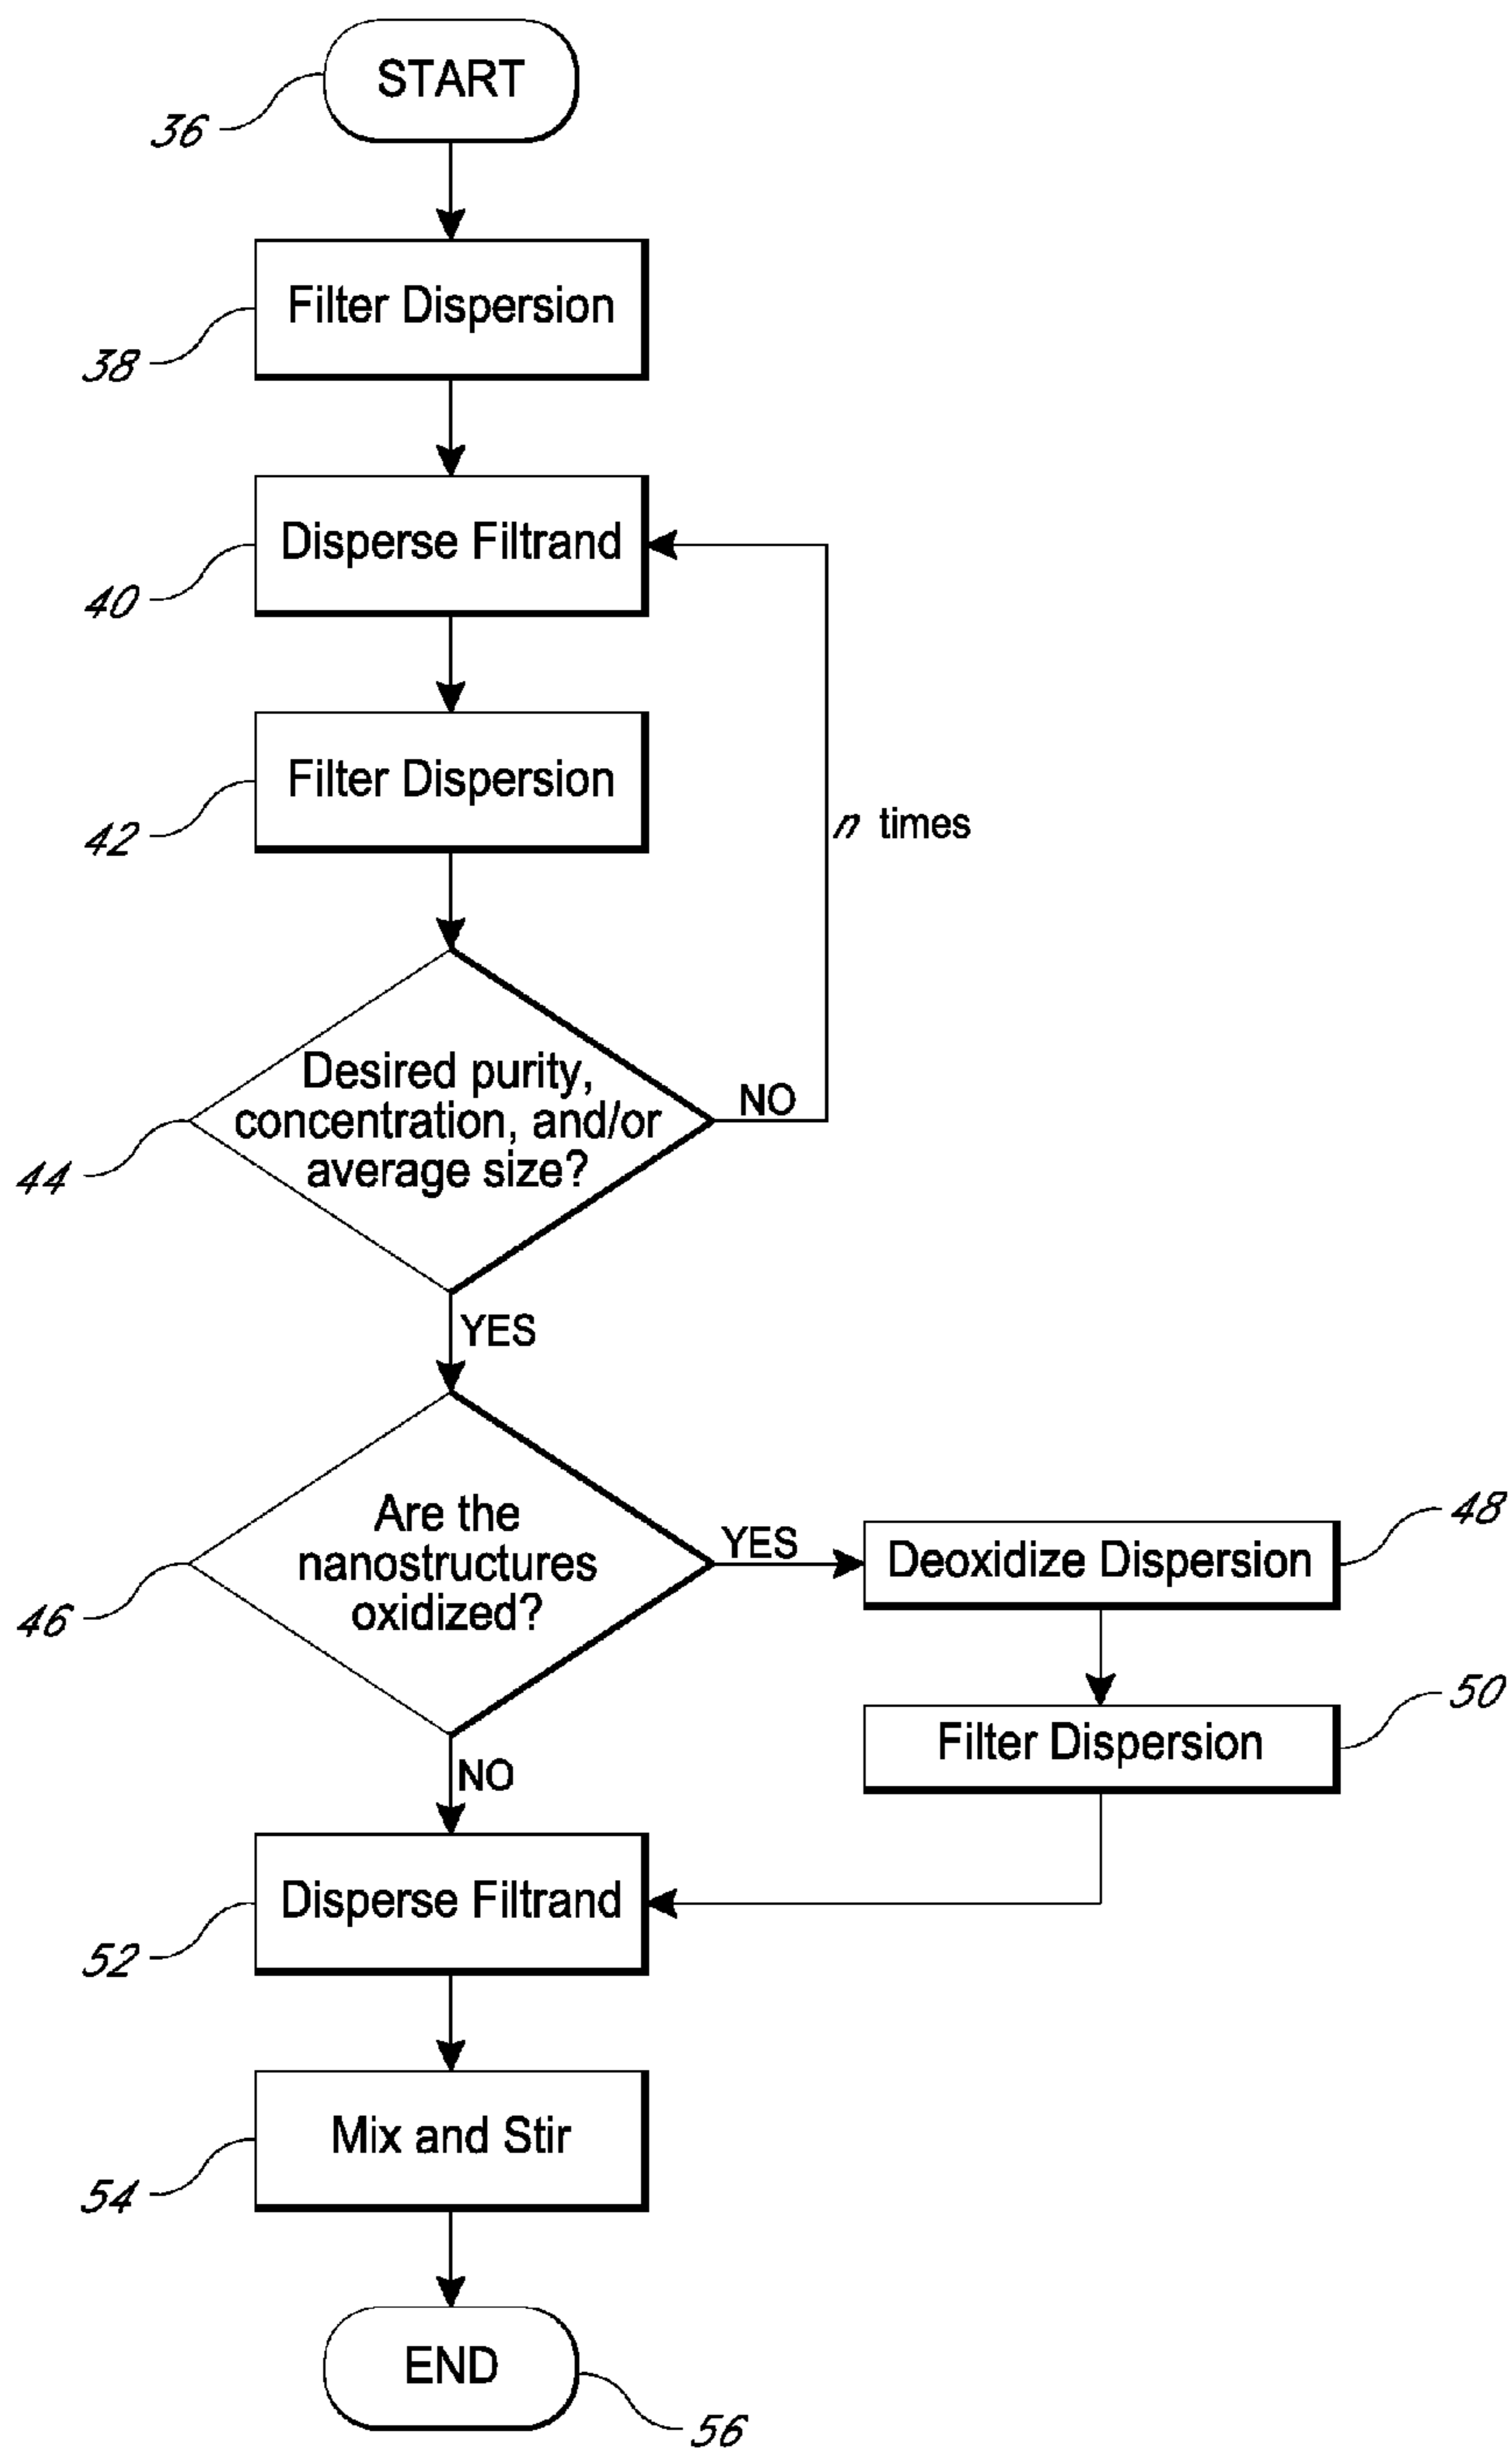 START
36
Filter Dispersion
38
Disperse Filtrand
40
Filter Dispersion
42
n times
Desired purity,
concentration, and/or
average size?
NO
44
YES
Are the
nanostructures
oxidized?
46
YES
Deoxidize Dispersion
48
Filter Dispersion
50
NO
Disperse Filtrand
52
Mix and Stir
54
END
56